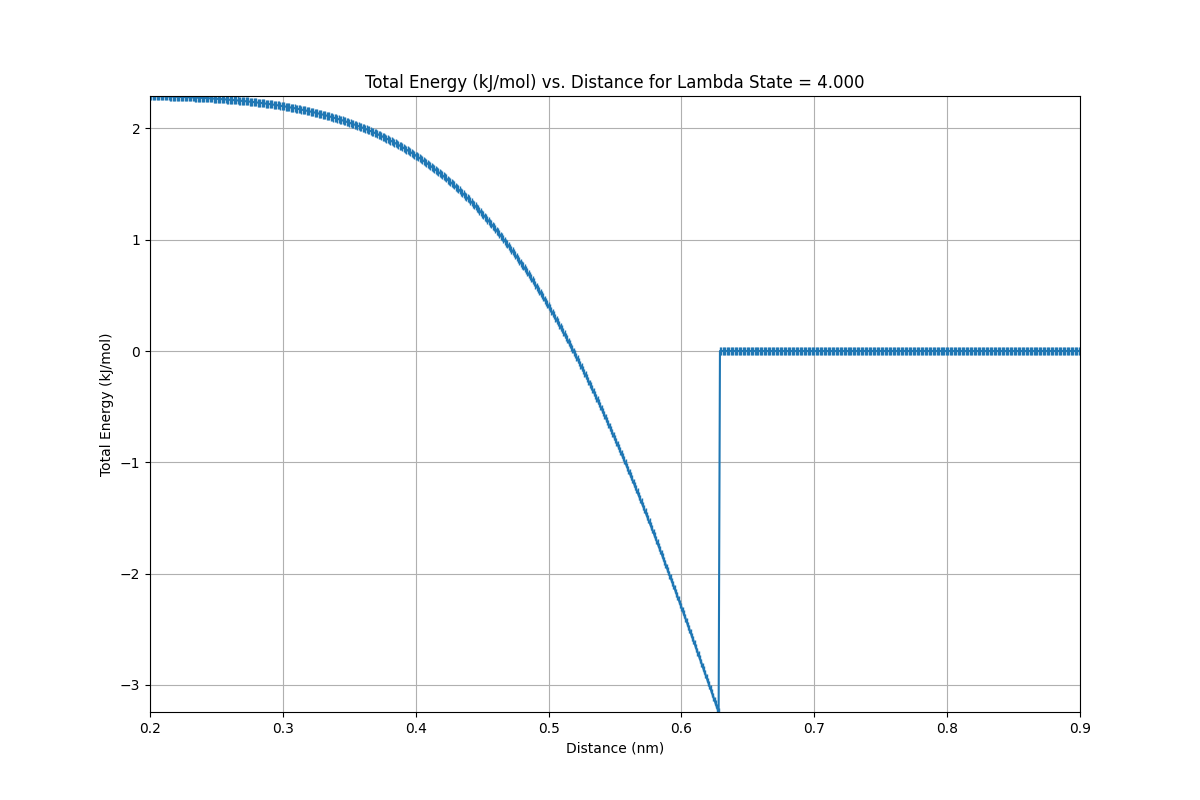 Total Energy (kJ/mol) vs. Distance for Lambda State = 4.000
Total Energy (kJ/mol)
2
1
0
−1
−2
−3
0.2 0.3 0.4 0.5 0.6 0.7 0.8 0.9
Distance (nm)